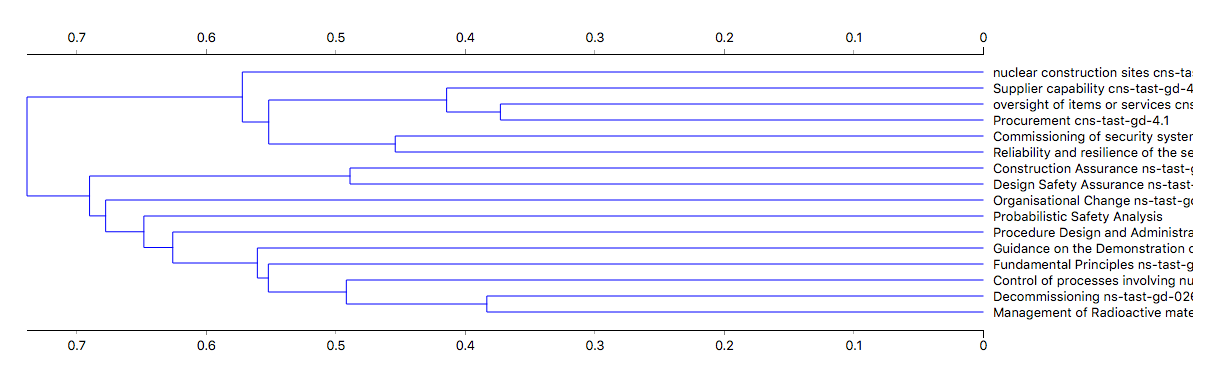 0.7 0.6 0.5 0.4 0.3 0.2 0.1 0
nuclear construction sites cns-ta
Supplier capability cns-tast-gd-4
oversight of items or services cns
Procurement cns-tast-gd-4.1
Commissioning of security system
Reliability and resilience of the se
Construction Assurance ns-tast-g
Design Safety Assurance ns-tast-
Organisational Change ns-tast-gd
Probabilistic Safety Analysis
Procedure Design and Administra
Guidance on the Demonstration o
Fundamental Principles ns-tast-g
Control of processes involving nu
Decommissioning ns-tast-gd-026
Management of Radioactive mate
0.7 0.6 0.5 0.4 0.3 0.2 0.1 0